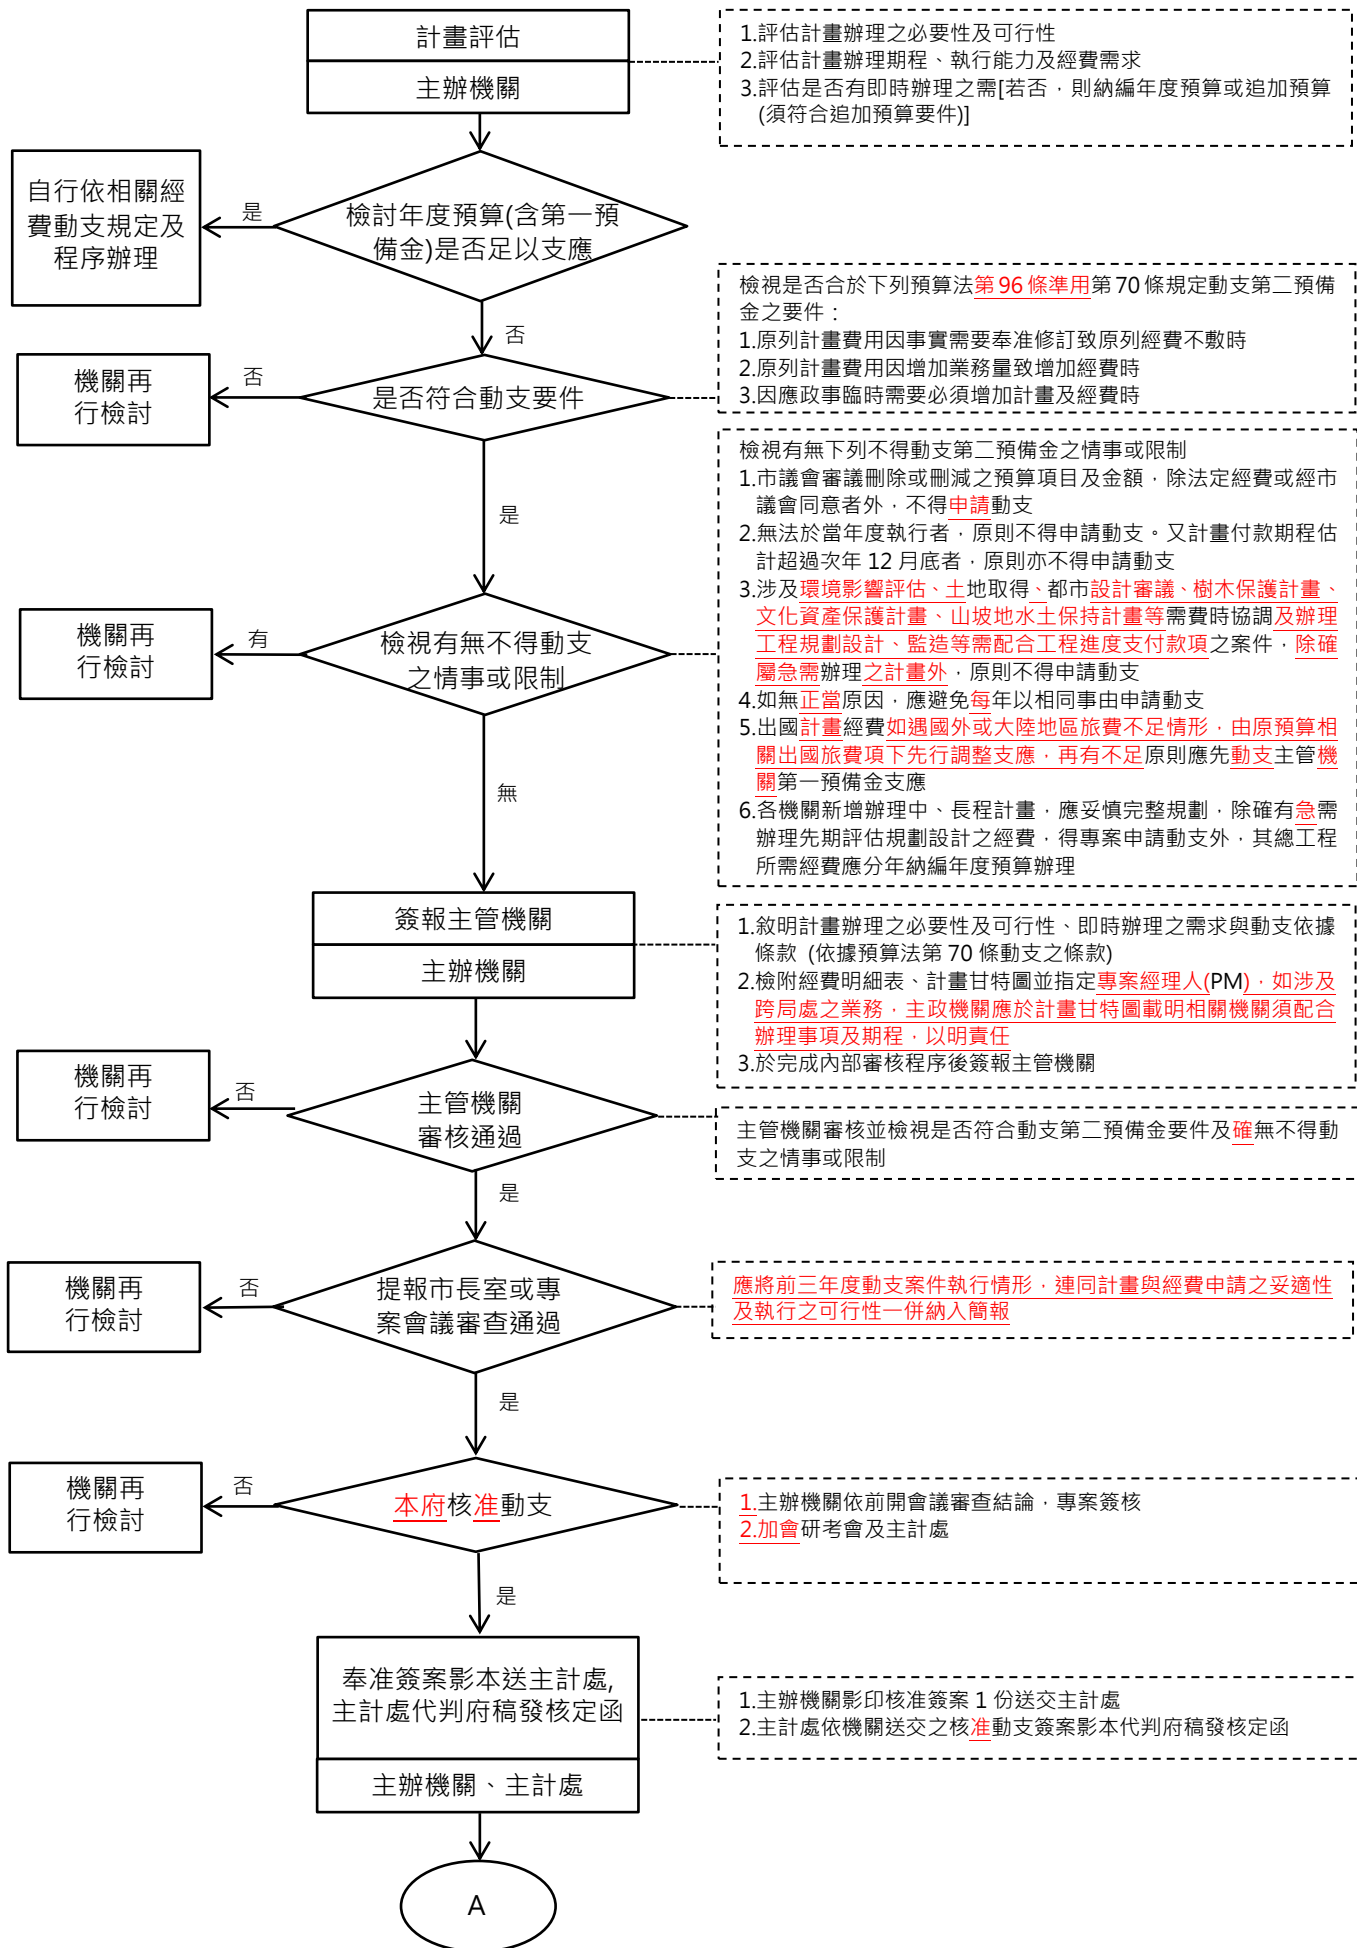 計畫評估
主辦機關
1.評估計畫辦理之必要性及可行性
2.評估計畫辦理期程、執行能力及經費需求
3.評估是否有即時辦理之需[若否，則納編年度預算或追加預算
(須符合追加預算要件)]
檢討年度預算(含第一預
備金)是否足以支應
是
自行依相關經
費動支規定及
程序辦理
否
檢視是否合於下列預算法第 96 條準用第 70 條規定動支第二預備
金之要件：
1.原列計畫費用因事實需要奉准修訂致原列經費不敷時
2.原列計畫費用因增加業務量致增加經費時
3.因應政事臨時需要必須增加計畫及經費時
是否符合動支要件
否
機關再
行檢討
是
檢視有無下列不得動支第二預備金之情事或限制
1.市議會審議刪除或刪減之預算項目及金額，除法定經費或經市
議會同意者外，不得申請動支
2.無法於當年度執行者，原則不得申請動支。又計畫付款期程估
計超過次年 12 月底者，原則亦不得申請動支
3.涉及環境影響評估、土地取得、都市設計審議、樹木保護計畫、
文化資產保護計畫、山坡地水土保持計畫等需費時協調及辦理
工程規劃設計、監造等需配合工程進度支付款項之案件，除確
屬急需辦理之計畫外，原則不得申請動支
4.如無正當原因，應避免每年以相同事由申請動支
5.出國計畫經費如遇國外或大陸地區旅費不足情形，由原預算相
關出國旅費項下先行調整支應，再有不足原則應先動支主管機
關第一預備金支應
6.各機關新增辦理中、長程計畫，應妥慎完整規劃，除確有急需
辦理先期評估規劃設計之經費，得專案申請動支外，其總工程
所需經費應分年納編年度預算辦理
檢視有無不得動支
之情事或限制
有
機關再
行檢討
無
簽報主管機關
主辦機關
1.敘明計畫辦理之必要性及可行性、即時辦理之需求與動支依據
條款 (依據預算法第 70 條動支之條款)
2.檢附經費明細表、計畫甘特圖並指定專案經理人(PM)，如涉及
跨局處之業務，主政機關應於計畫甘特圖載明相關機關須配合
辦理事項及期程，以明責任
3.於完成內部審核程序後簽報主管機關
主管機關
審核通過
否
機關再
行檢討
主管機關審核並檢視是否符合動支第二預備金要件及確無不得動
支之情事或限制
是
提報市長室或專
案會議審查通過
否
機關再
行檢討
應將前三年度動支案件執行情形，連同計畫與經費申請之妥適性
及執行之可行性一併納入簡報
是
本府核准動支
否
機關再
行檢討
1.主辦機關依前開會議審查結論，專案簽核
2.加會研考會及主計處
是
奉准簽案影本送主計處,
主計處代判府稿發核定函
主辦機關、主計處
1.主辦機關影印核准簽案 1 份送交主計處
2.主計處依機關送交之核准動支簽案影本代判府稿發核定函
A